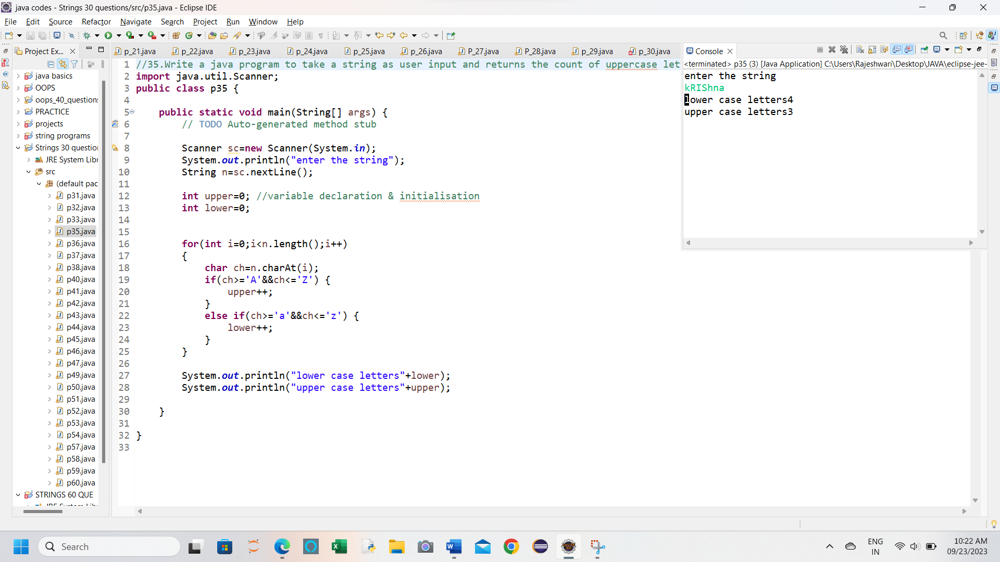 java codes - Strings 30 questions/src/p35.java - Eclipse IDE
File Edit Source Refactor Navigate Search Project Run Window Help
Project Ex...
java basics
OOPS
oops_40_questions
PRACTICE
projects
string programs
Strings 30 question
JRE System Libr
src
(default pac
p31.java
p32.java
p33.java
p35.java
p36.java
p37.java
p38.java
p40.java
p41.java
p42.java
p43.java
p44.java
p45.java
p46.java
p47.java
p49.java
p50.java
p51.java
p52.java
p53.java
p54.java
p57.java
p58.java
p59.java
p60.java
STRINGS 60 QUE
JRE System Libr
p_21.java p_22.java p_23.java p_24.java p_25.java p_26.java P_27.java P_28.java p_29.java p_30.java
1 //35.Write a java program to take a string as user input and returns the count of uppercase let
2 import java.util.Scanner;
3 public class p35 {
4
5     public static void main(String[] args) {
6         // TODO Auto-generated method stub
7
8         Scanner sc=new Scanner(System.in);
9         System.out.println("enter the string");
10         String n=sc.nextLine();
11
12         int upper=0; //variable declaration & initialisation
13         int lower=0;
14
15
16         for(int i=0;i<n.length();i++)
17         {
18             char ch=n.charAt(i);
19             if(ch>='A'&&ch<='Z') {
20                 upper++;
21             }
22             else if(ch>='a'&&ch<='z') {
23                 lower++;
24             }
25         }
26
27         System.out.println("lower case letters"+lower);
28         System.out.println("upper case letters"+upper);
29
30     }
31
32 }
33
Console
<terminated> p35 (3) [Java Application] C:\Users\Rajeshwari\Desktop\JAVA\eclipse-jee-
enter the string
kRIShna
lower case letters4
upper case letters3
Search
ENG
IN
10:22 AM
09/23/2023